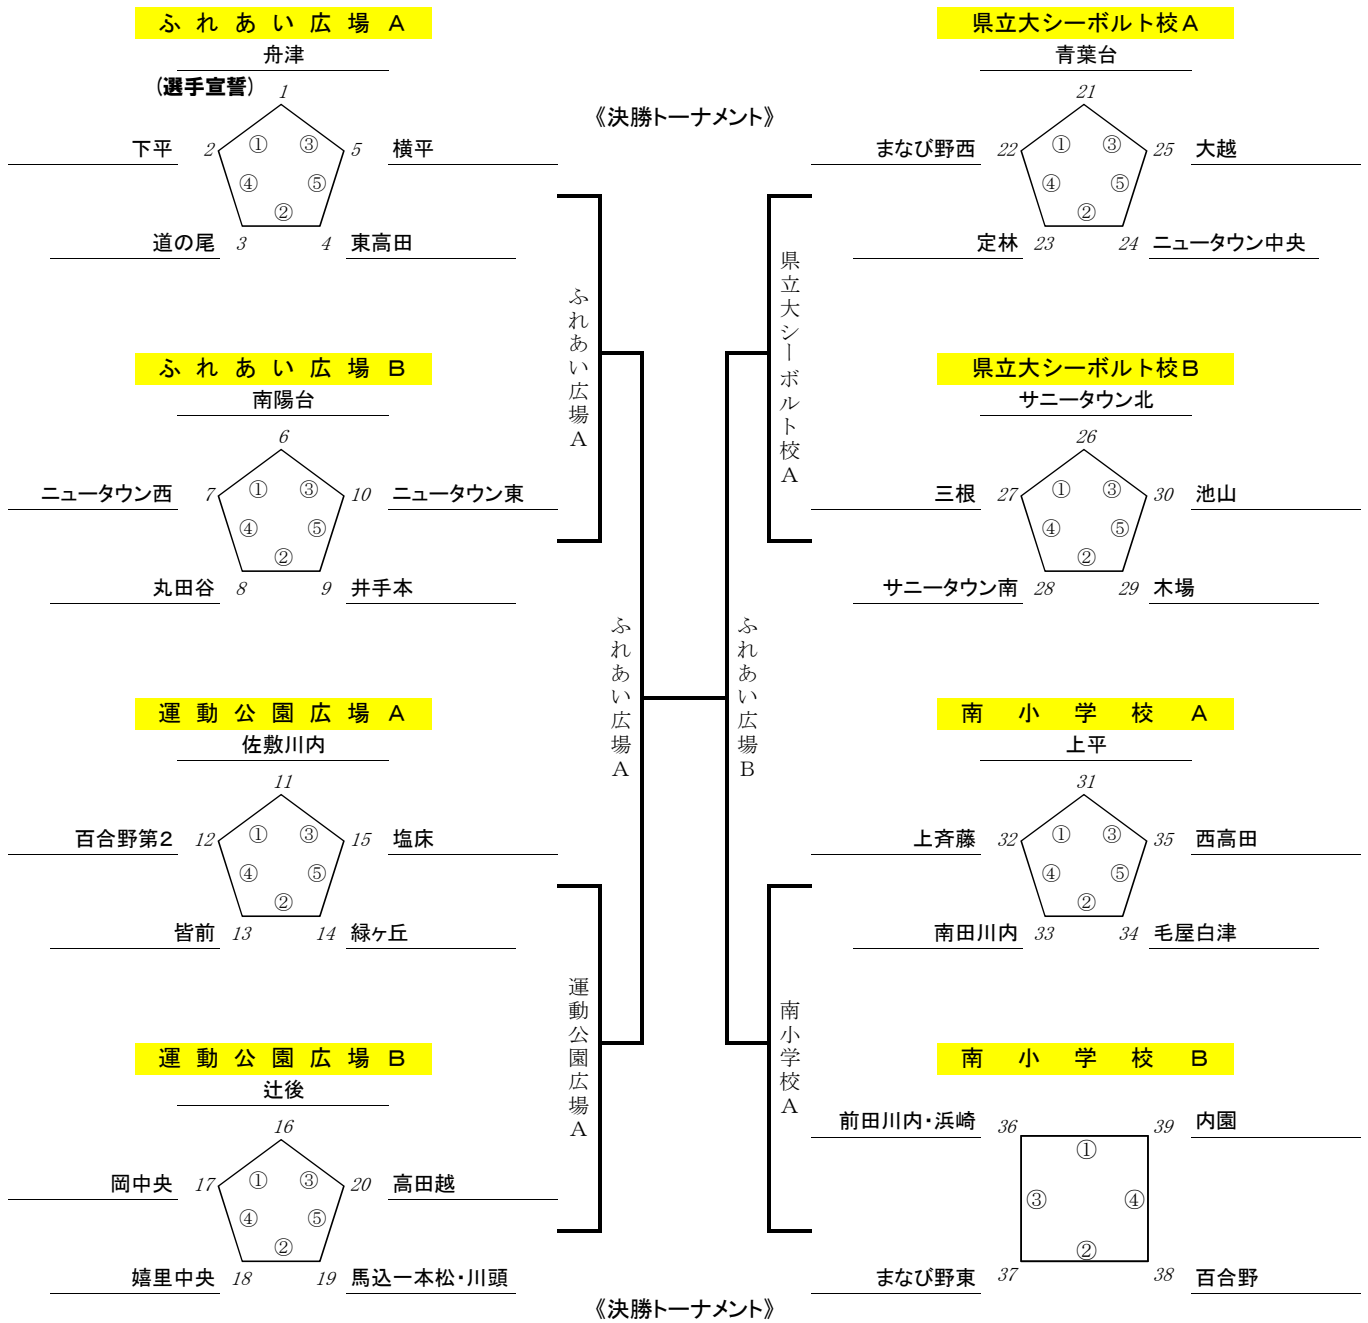 ふれあい広場A
舟津
(選手宣誓)
1
下平 2 ① ③ 5 横平
④ ⑤
②
道の尾 3 4 東高田
ふれあい広場B
南陽台
6
ニュータウン西 7 ① ③ 10 ニュータウン東
④ ⑤
②
丸田谷 8 9 井手本
運動公園広場A
佐敷川内
11
百合野第2 12 ① ③ 15 塩床
④ ⑤
②
皆前 13 14 緑ヶ丘
運動公園広場B
辻後
16
岡中央 17 ① ③ 20 高田越
④ ⑤
②
嬉里中央 18 19 馬込一本松・川頭
《決勝トーナメント》
ふれあい広場A
運動公園広場A
ふれあい広場A
ふれあい広場B
県立大シーボルト校A
南小学校A
《決勝トーナメント》
県立大シーボルト校A
青葉台
21
まなび野西 22 ① ③ 25 大越
④ ⑤
②
定林 23 24 ニュータウン中央
県立大シーボルト校B
サニータウン北
26
三根 27 ① ③ 30 池山
④ ⑤
②
サニータウン南 28 29 木場
南小学校A
上平
31
上斉藤 32 ① ③ 35 西高田
④ ⑤
②
南田川内 33 34 毛屋白津
南小学校B
前田川内・浜崎 36 39 内園
①
③ ④
②
まなび野東 37 38 百合野